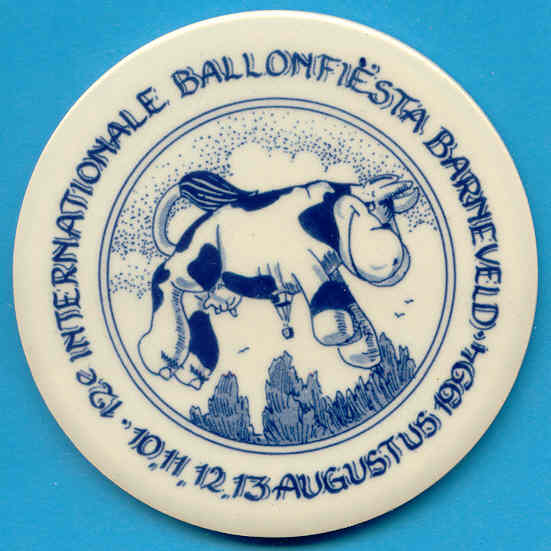 12e INTERNATIONALE BALLONFIËSTA BARNEVELD
10, 11, 12, 13 AUGUSTUS 1994